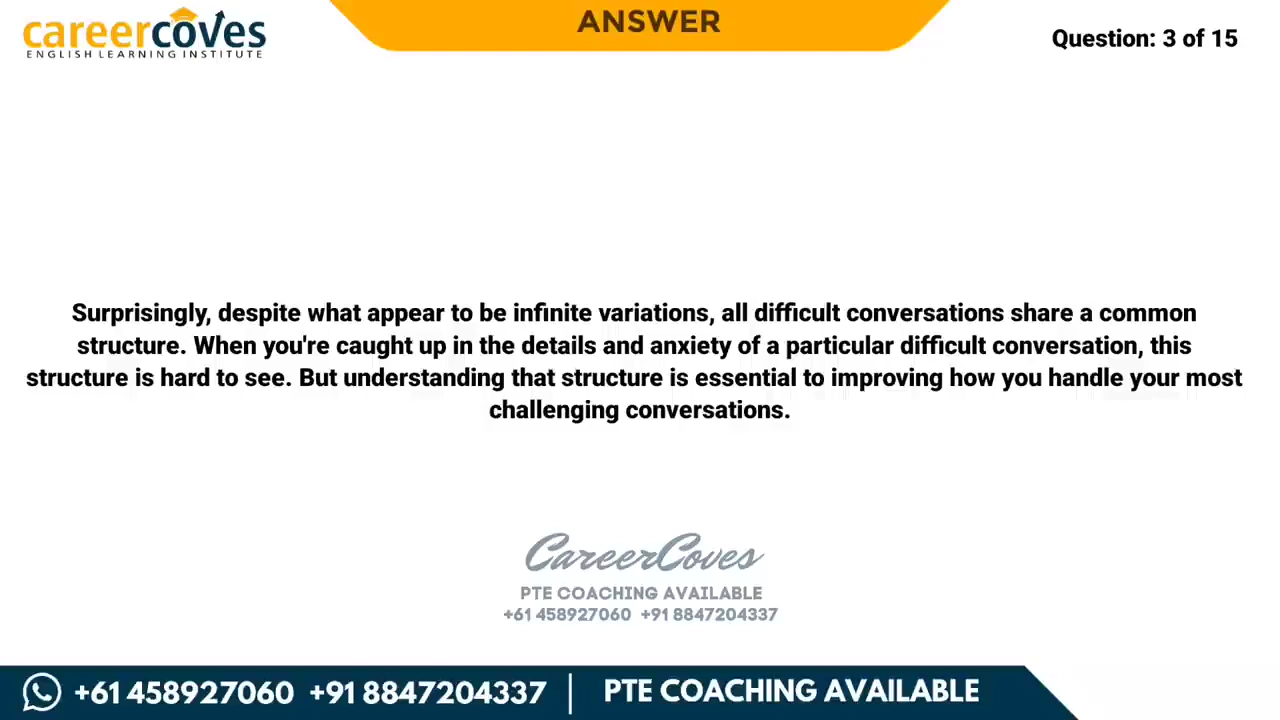 careercoves
ENGLISH LEARNING INSTITUTE
ANSWER
Question: 3 of 15
Surprisingly, despite what appear to be infinite variations, all difficult conversations share a common
structure. When you're caught up in the details and anxiety of a particular difficult conversation, this
structure is hard to see. But understanding that structure is essential to improving how you handle your most
challenging conversations.
CareerCoves
PTE COACHING AVAILABLE
+61 458927060 +91 8847204337
+61 458927060 +91 8847204337 | PTE COACHING AVAILABLE